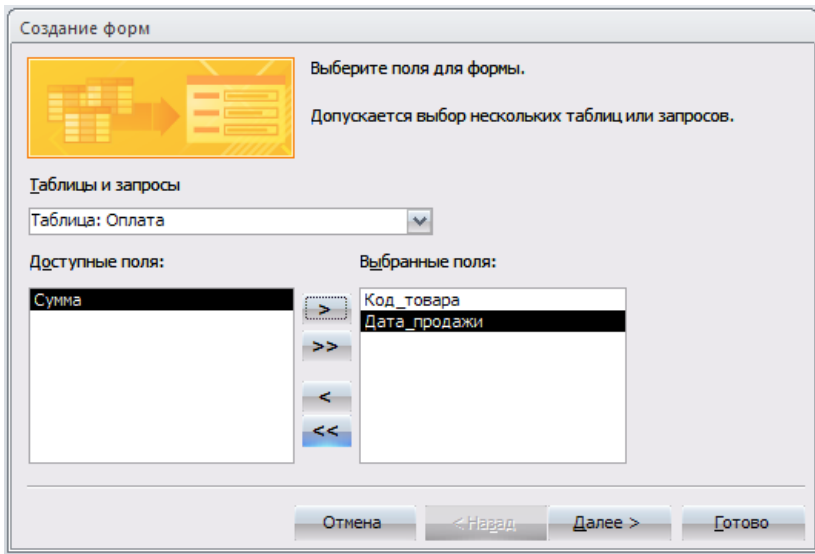 Создание форм
Выберите поля для формы.
Допускается выбор нескольких таблиц или запросов.
Таблицы и запросы
Таблица: Оплата
Доступные поля:
Выбранные поля:
Сумма
Код_товара
Дата_продажи
>
>>
<
<<
Отмена
< Назад
Далее >
Готово